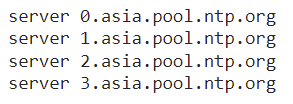 server 0.asia.pool.ntp.org
server 1.asia.pool.ntp.org
server 2.asia.pool.ntp.org
server 3.asia.pool.ntp.org